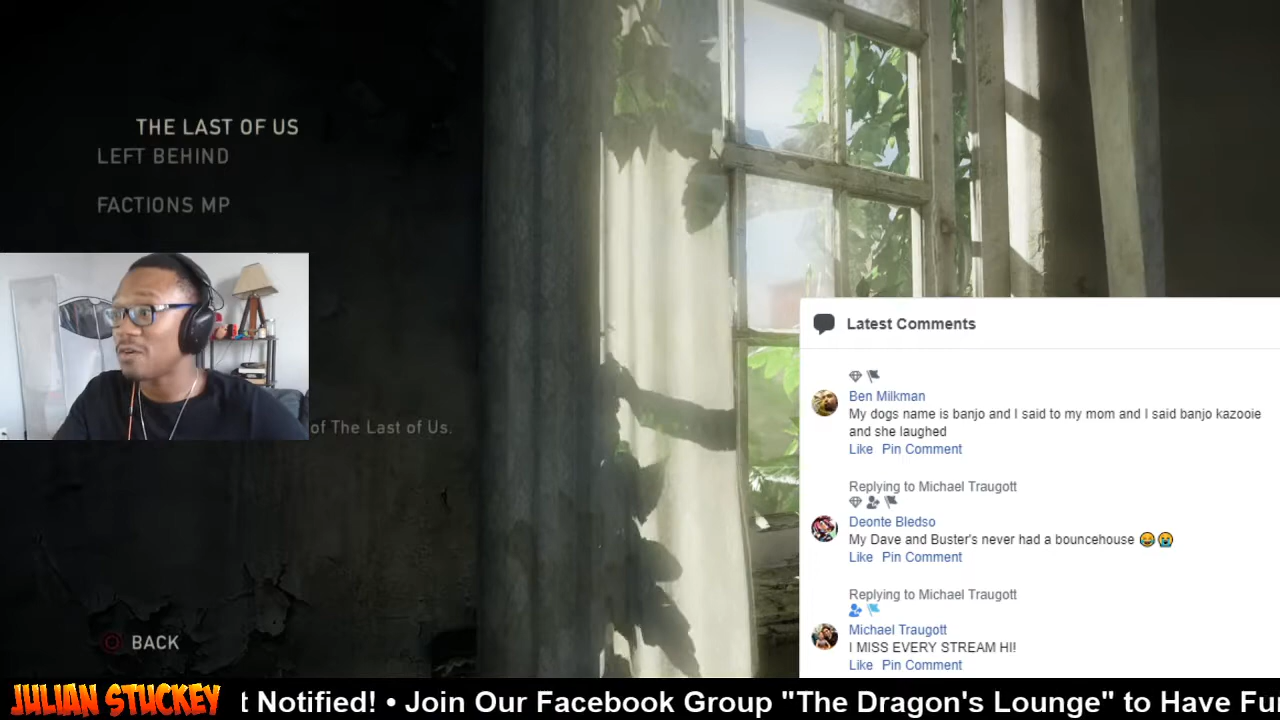 THE LAST OF US
LEFT BEHIND
FACTIONS MP
of The Last of Us.
BACK
Latest Comments
Ben Milkman
My dogs name is banjo and I said to my mom and I said banjo kazooie
and she laughed
Like Pin Comment
Replying to Michael Traugott
Deonte Bledso
My Dave and Buster's never had a bouncehouse 😂😭
Like Pin Comment
Replying to Michael Traugott
Michael Traugott
I MISS EVERY STREAM HI!
Like Pin Comment
JULIAN STUCKEY
t Notified! • Join Our Facebook Group "The Dragon's Lounge" to Have Fu